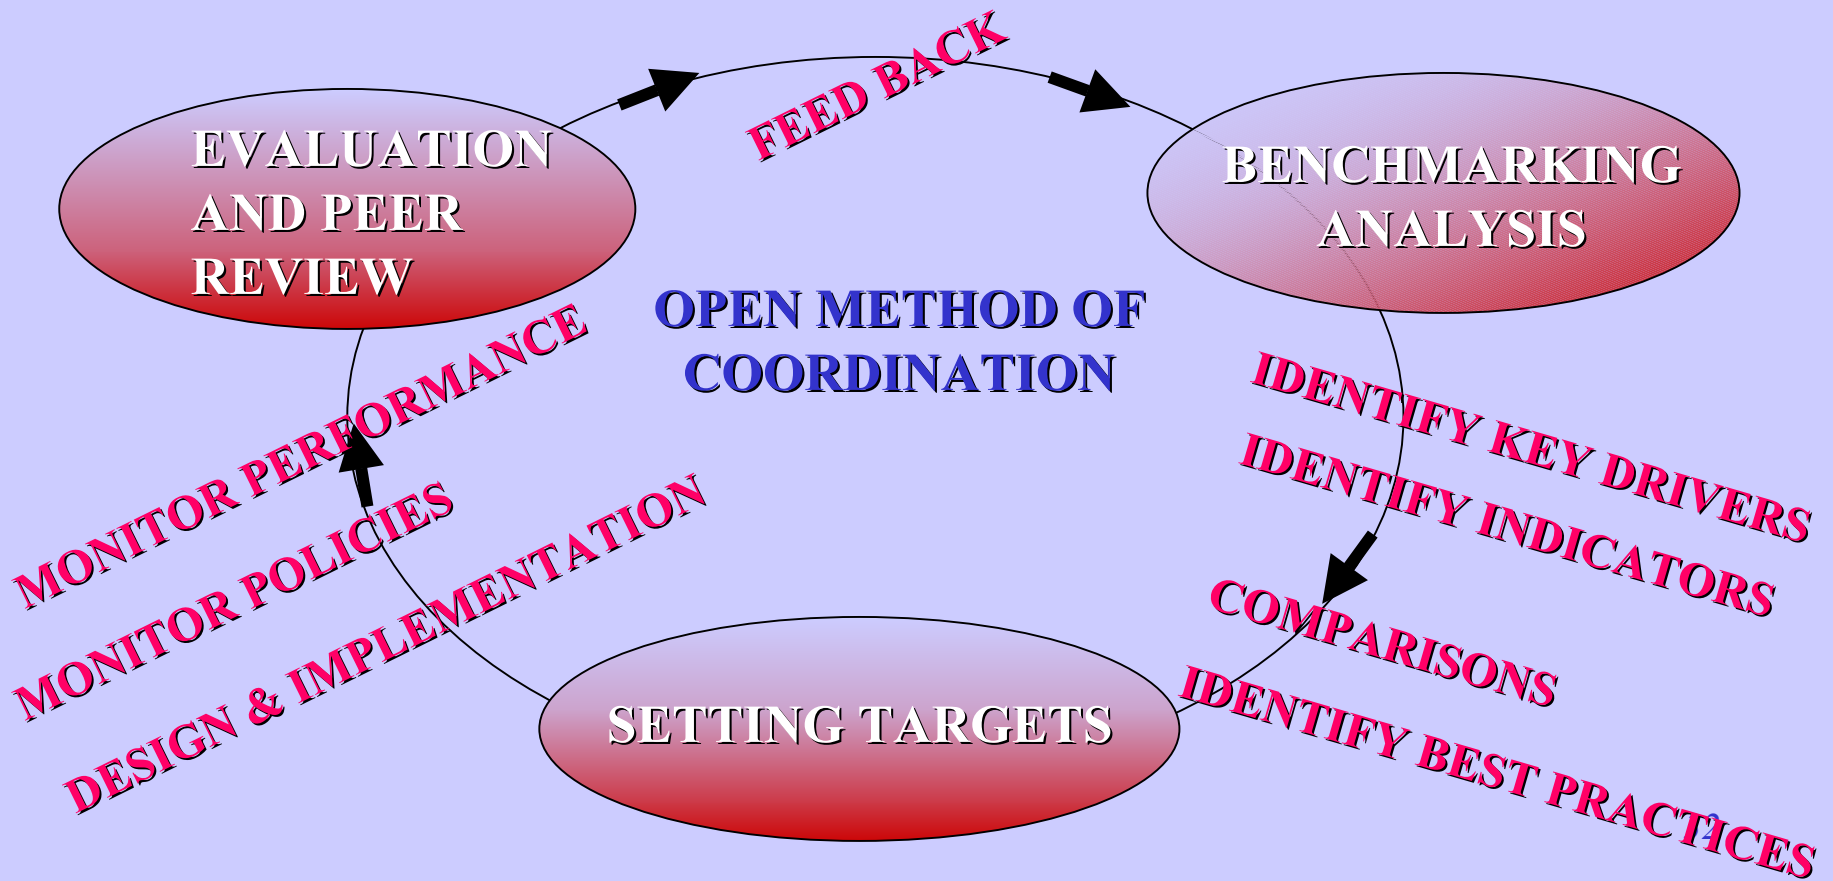 FEED BACK
EVALUATION
AND PEER
REVIEW
BENCHMARKING
ANALYSIS
OPEN METHOD OF
COORDINATION
MONITOR PERFORMANCE
MONITOR POLICIES
DESIGN & IMPLEMENTATION
IDENTIFY KEY DRIVERS
IDENTIFY INDICATORS
COMPARISONS
IDENTIFY BEST PRACTICES
SETTING TARGETS
2